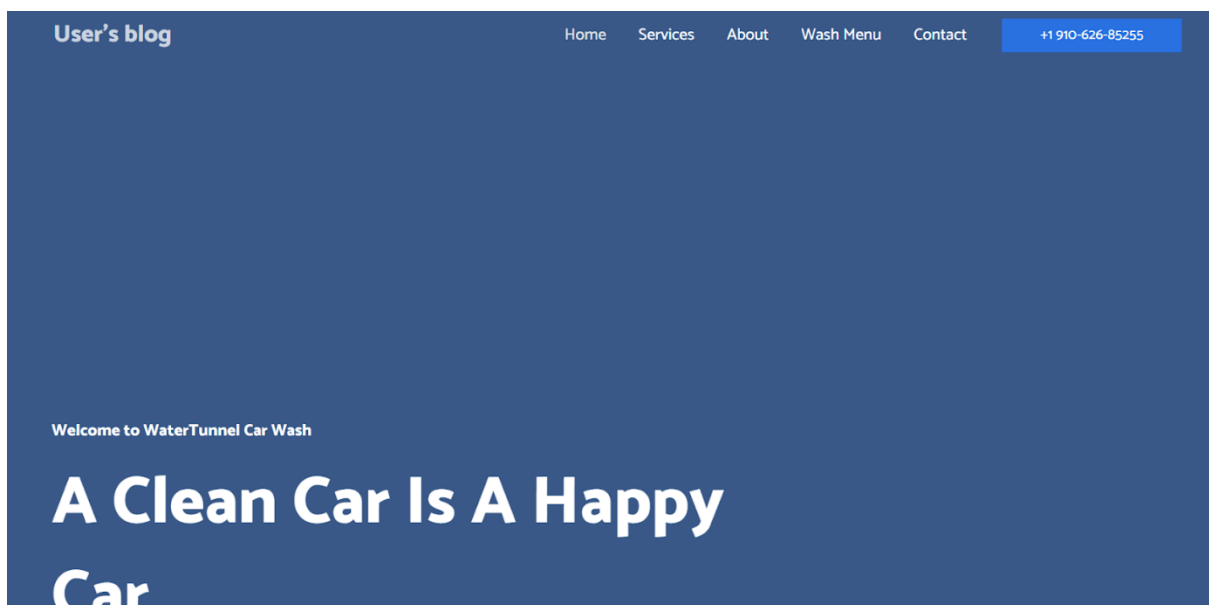 User's blog
Home Services About Wash Menu Contact +1 910-626-85255
Welcome to WaterTunnel Car Wash
A Clean Car Is A Happy
Car